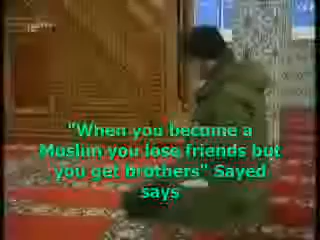 "When you become a
Muslim you lose friends but
you get brothers" Sayed
says